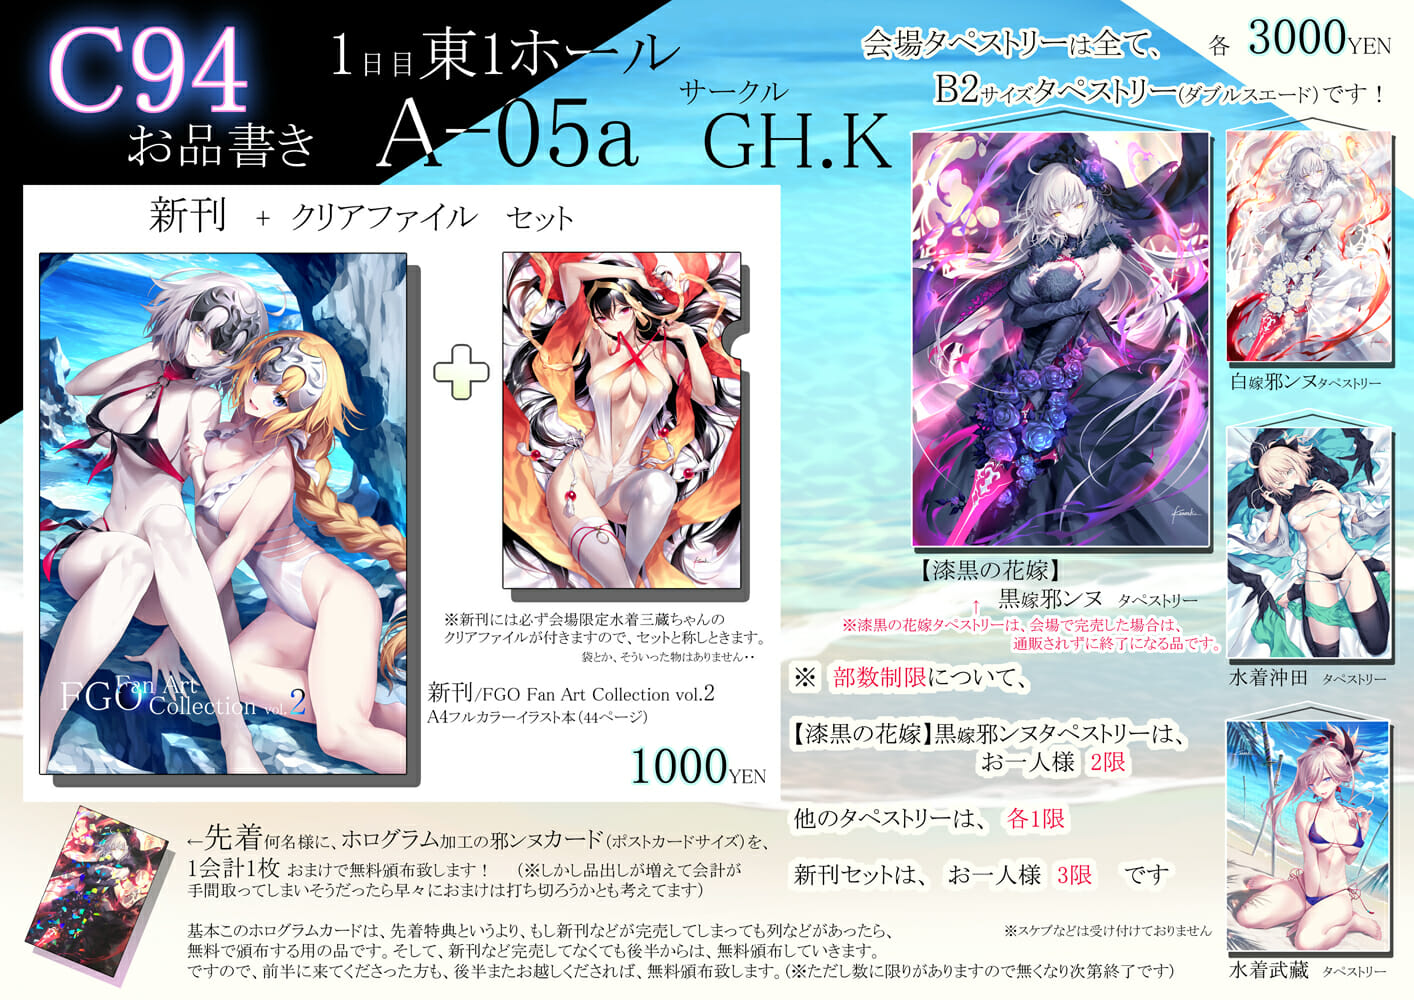 C94
お品書き
1日目東1ホール
A-05a
サークル
GH.K
会場タペストリーは全て、 各 3000YEN
B2サイズタペストリー(ダブルスエード)です！
新刊 + クリアファイル セット
FGO Fan Art Collection vol.2
※新刊には必ず会場限定水着三蔵ちゃんの
クリアファイルが付きますので、セットと称しときます。
袋とか、そういった物はありません・・
新刊/FGO Fan Art Collection vol.2
A4フルカラーイラスト本(44ページ)
1000YEN
←先着何名様に、ホログラム加工の邪ンヌカード(ポストカードサイズ)を、
1会計1枚 おまけで無料頒布致します！ (※しかし品出しが増えて会計が
手間取ってしまいそうだったら早々におまけは打ち切ろうかとも考えてます)
基本このホログラムカードは、先着特典というより、もし新刊などが完売してしまっても列などがあったら、
無料で頒布する用の品です。そして、新刊など完売してなくても後半からは、無料頒布していきます。
ですので、前半に来てくださった方も、後半またお越しくだされば、無料頒布致します。(※ただし数に限りがありますので無くなり次第終了です)
【漆黒の花嫁】
↑ 黒嫁邪ンヌ タペストリー
※漆黒の花嫁タペストリーは、会場で完売した場合は、
通販されずに終了になる品です。
※ 部数制限について、
【漆黒の花嫁】黒嫁邪ンヌタペストリーは、
お一人様 2限
他のタペストリーは、 各1限
新刊セットは、 お一人様 3限 です
※スケブなどは受け付けておりません
白嫁邪ンヌタペストリー
水着沖田 タペストリー
水着武蔵 タペストリー